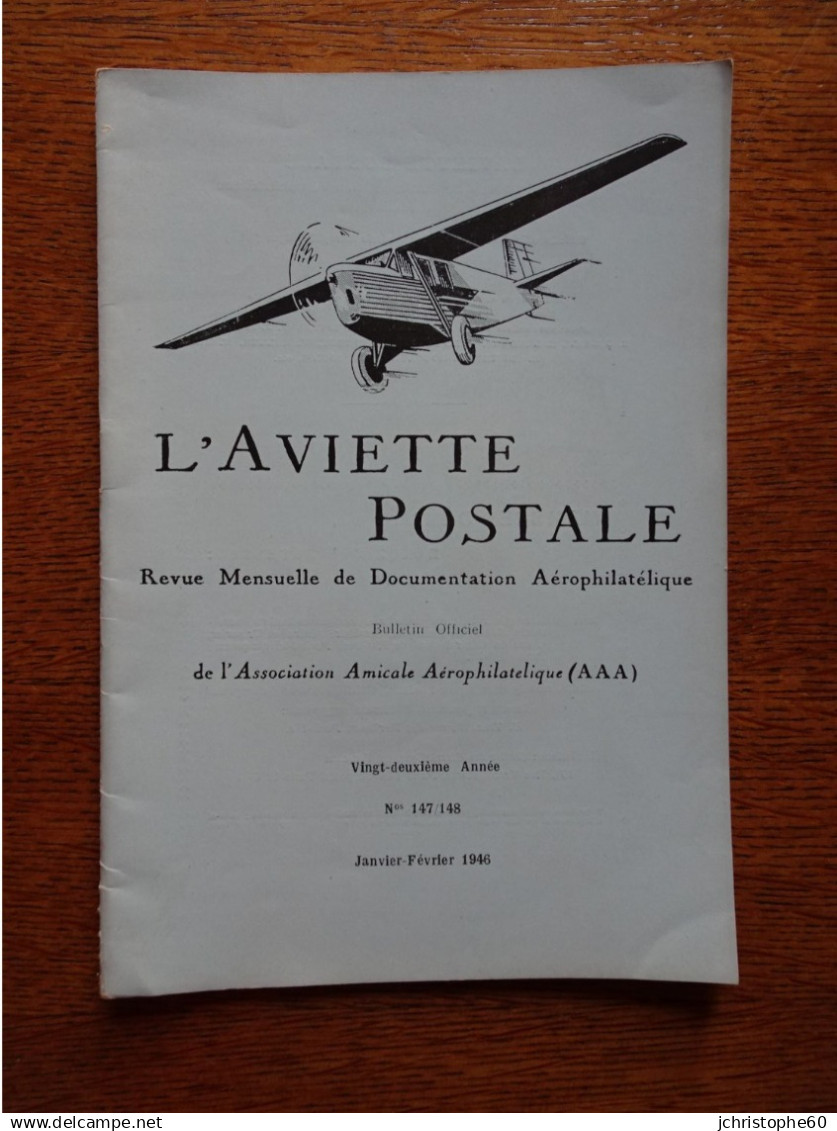 L'AVIETTE
POSTALE
Revue Mensuelle de Documentation Aérophilatélique
Bulletin Officiel
de l'Association Amicale Aérophilatelique (AAA)
Vingt-deuxième Année
Nos 147/148
Janvier-Février 1946
delcampe.net
jchristophe60